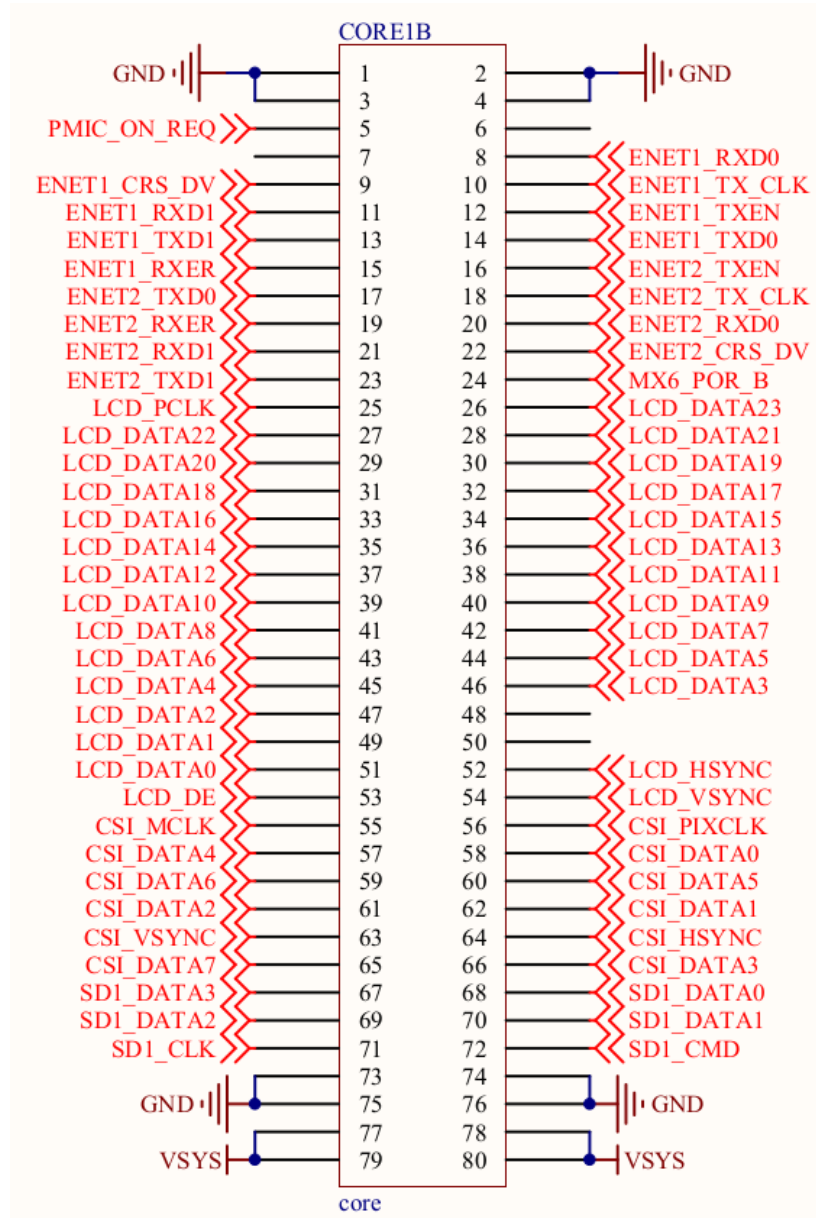 CORE1B
GND 1 2 GND
3 4
PMIC_ON_REQ 5 6
7 8 ENET1_RXD0
ENET1_CRS_DV 9 10 ENET1_TX_CLK
ENET1_RXD1 11 12 ENET1_TXEN
ENET1_TXD1 13 14 ENET1_TXD0
ENET1_RXER 15 16 ENET2_TXEN
ENET2_TXD0 17 18 ENET2_TX_CLK
ENET2_RXER 19 20 ENET2_RXD0
ENET2_RXD1 21 22 ENET2_CRS_DV
ENET2_TXD1 23 24 MX6_POR_B
LCD_PCLK 25 26 LCD_DATA23
LCD_DATA22 27 28 LCD_DATA21
LCD_DATA20 29 30 LCD_DATA19
LCD_DATA18 31 32 LCD_DATA17
LCD_DATA16 33 34 LCD_DATA15
LCD_DATA14 35 36 LCD_DATA13
LCD_DATA12 37 38 LCD_DATA11
LCD_DATA10 39 40 LCD_DATA9
LCD_DATA8 41 42 LCD_DATA7
LCD_DATA6 43 44 LCD_DATA5
LCD_DATA4 45 46 LCD_DATA3
LCD_DATA2 47 48
LCD_DATA1 49 50
LCD_DATA0 51 52 LCD_HSYNC
LCD_DE 53 54 LCD_VSYNC
CSI_MCLK 55 56 CSI_PIXCLK
CSI_DATA4 57 58 CSI_DATA0
CSI_DATA6 59 60 CSI_DATA5
CSI_DATA2 61 62 CSI_DATA1
CSI_VSYNC 63 64 CSI_HSYNC
CSI_DATA7 65 66 CSI_DATA3
SD1_DATA3 67 68 SD1_DATA0
SD1_DATA2 69 70 SD1_DATA1
SD1_CLK 71 72 SD1_CMD
73 74
GND 75 76 GND
77 78
VSYS 79 80 VSYS
core